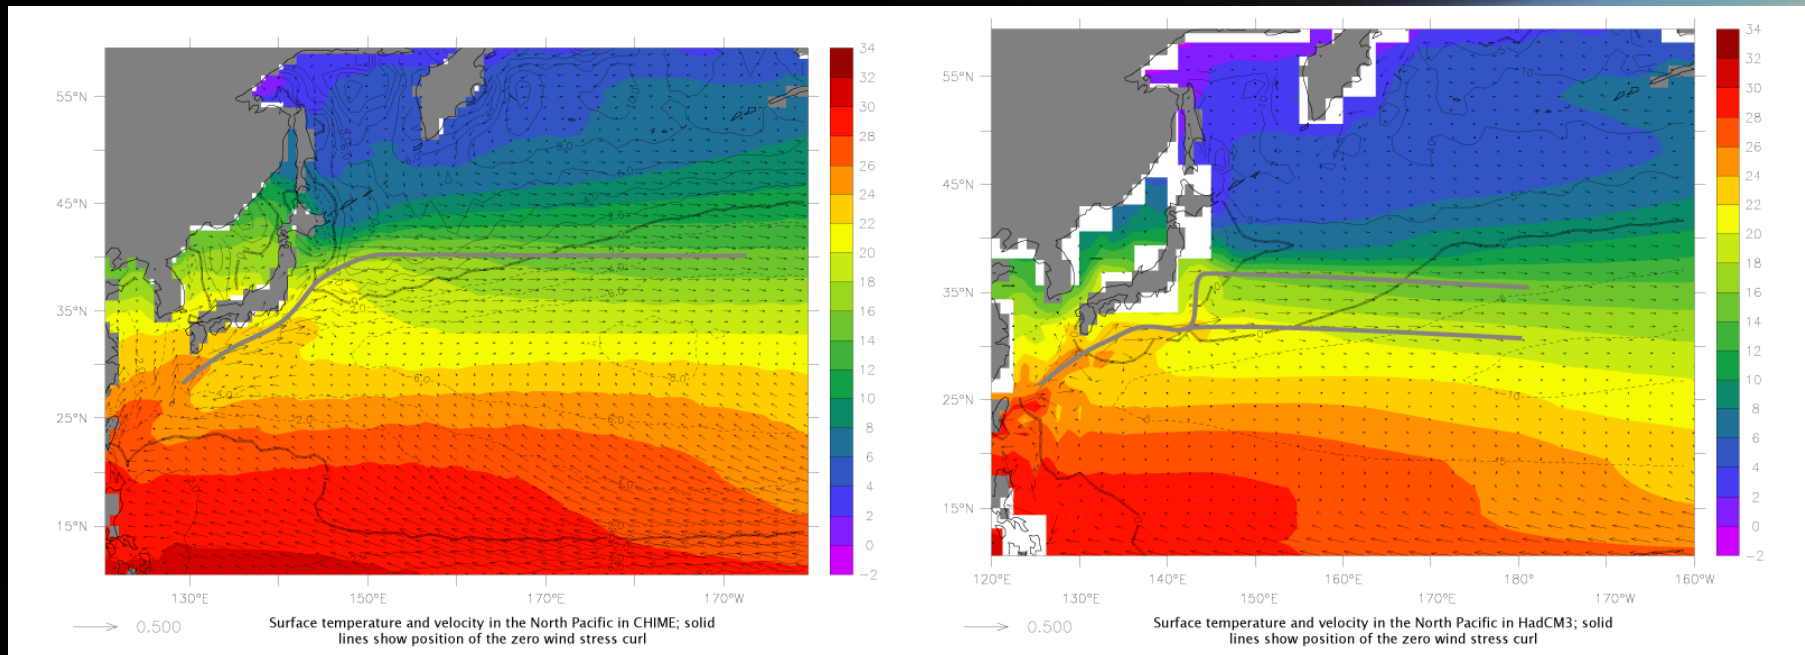 55°N
45°N
35°N
25°N
15°N
130°E
150°E
170°E
170°W
34
32
30
28
26
24
22
20
18
16
14
12
10
8
6
4
2
0
−2
0.500
Surface temperature and velocity in the North Pacific in CHIME; solid
lines show position of the zero wind stress curl
55°N
45°N
35°N
25°N
15°N
120°E
140°E
160°E
180°
160°W
130°E
150°E
170°E
170°W
34
32
30
28
26
24
22
20
18
16
14
12
10
8
6
4
2
0
−2
0.500
Surface temperature and velocity in the North Pacific in HadCM3; solid
lines show position of the zero wind stress curl